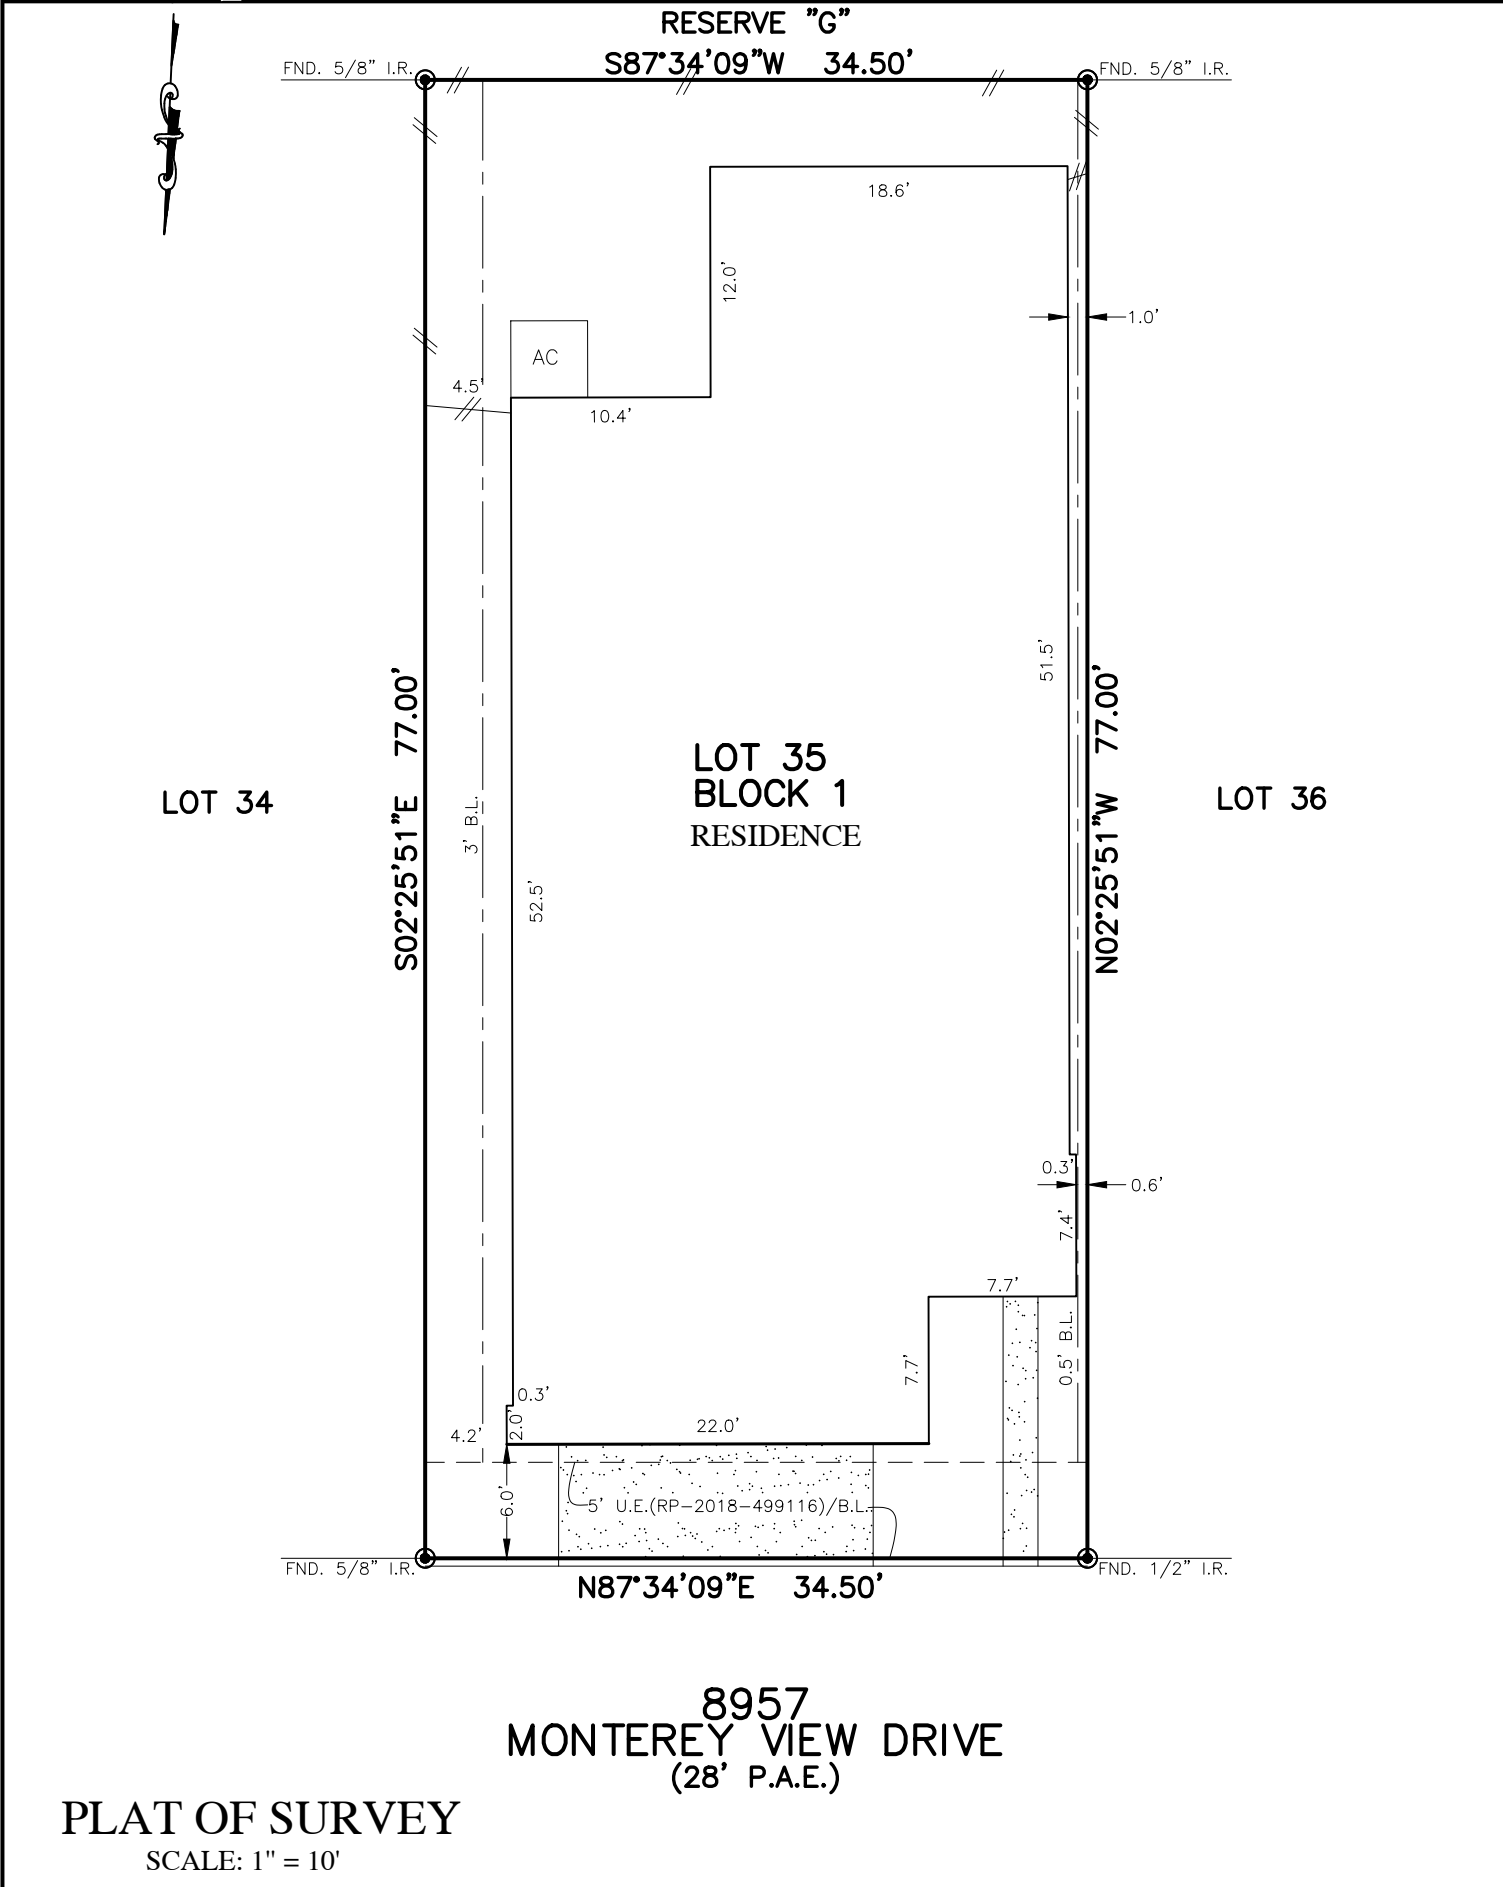 RESERVE "G"
S87°34'09"W 34.50'
FND. 5/8" I.R.
FND. 5/8" I.R.
18.6'
12.0'
1.0'
AC
4.5'
10.4'
51.5'
S02°25'51"E 77.00'
N02°25'51"W 77.00'
LOT 35
BLOCK 1
RESIDENCE
LOT 34
LOT 36
3' B.L.
52.5'
0.3'
0.6'
7.4'
7.7'
0.5' B.L.
7.7'
0.3'
2.0'
4.2'
22.0'
6.0'
5' U.E.(RP-2018-499116)/B.L.
FND. 5/8" I.R.
FND. 1/2" I.R.
N87°34'09"E 34.50'
8957
MONTEREY VIEW DRIVE
(28' P.A.E.)
PLAT OF SURVEY
SCALE: 1" = 10'